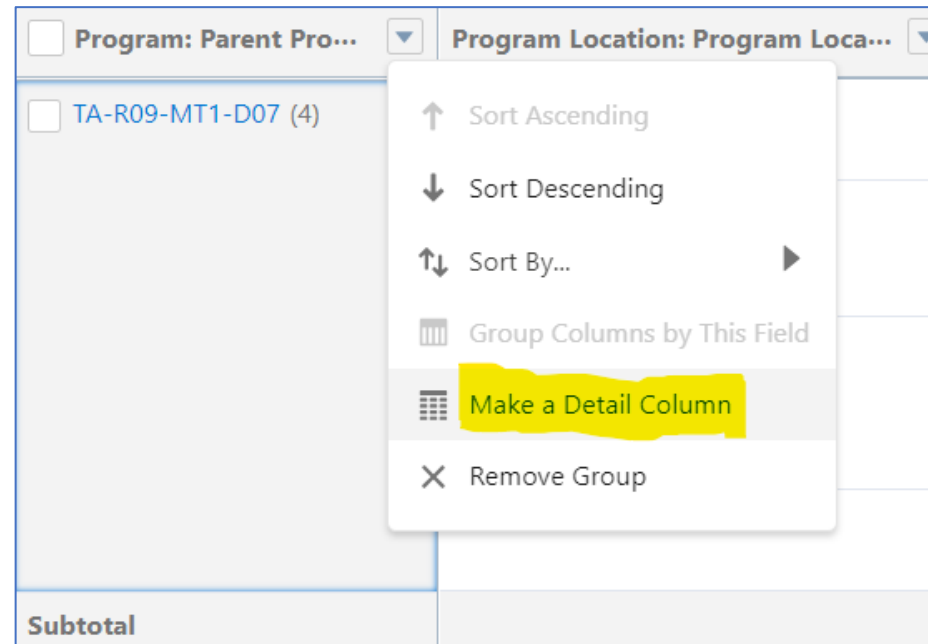 Program: Parent Pro...
Program Location: Program Loca...
TA-R09-MT1-D07 (4)
Sort Ascending
Sort Descending
Sort By...
Group Columns by This Field
Make a Detail Column
Remove Group
Subtotal